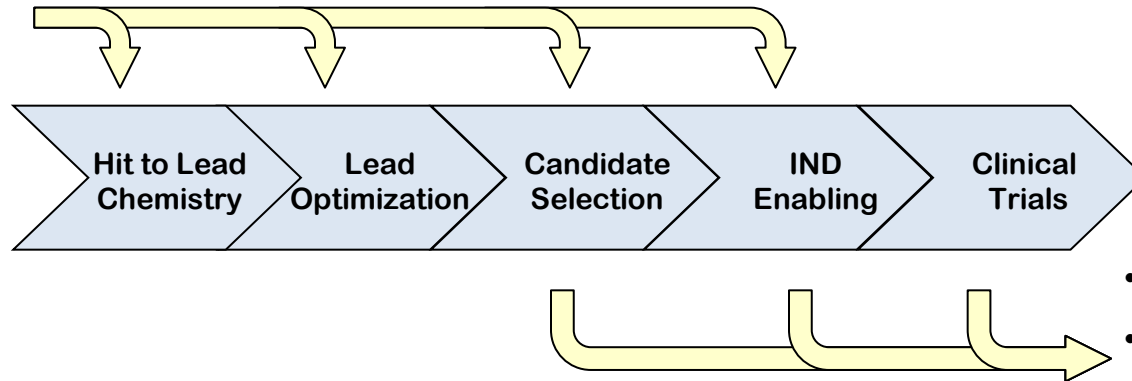 Hit to Lead
Chemistry
Lead
Optimization
Candidate
Selection
IND
Enabling
Clinical
Trials
•
•